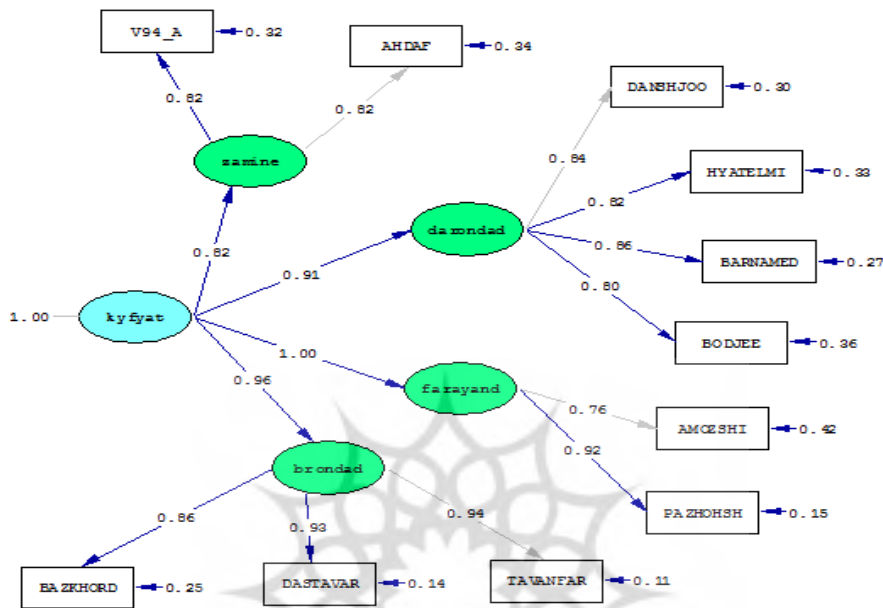 V94_A
0.32
AHDAF
0.34
DANSHJOO
0.30
0.82
0.82
0.84
zamine
HYATELMI
0.33
0.82
darondad
0.86
BARNAMED
0.27
0.82
0.91
0.80
1.00
kyfyat
BODJEE
0.36
1.00
0.96
farayand
0.76
AMOZSHI
0.42
0.92
brondad
PAZHOHSH
0.15
0.86
0.93
0.94
BAZKHORD
0.25
DASTAVAR
0.14
TAVANFAR
0.11